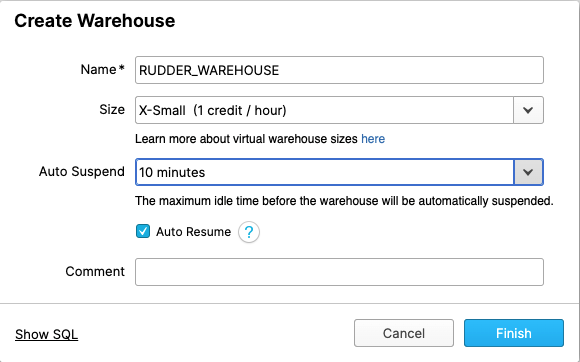 Create Warehouse
Name* RUDDER_WAREHOUSE
Size X-Small (1 credit / hour)
Learn more about virtual warehouse sizes here
Auto Suspend 10 minutes
The maximum idle time before the warehouse will be automatically suspended.
Auto Resume ?
Comment
Show SQL Cancel Finish